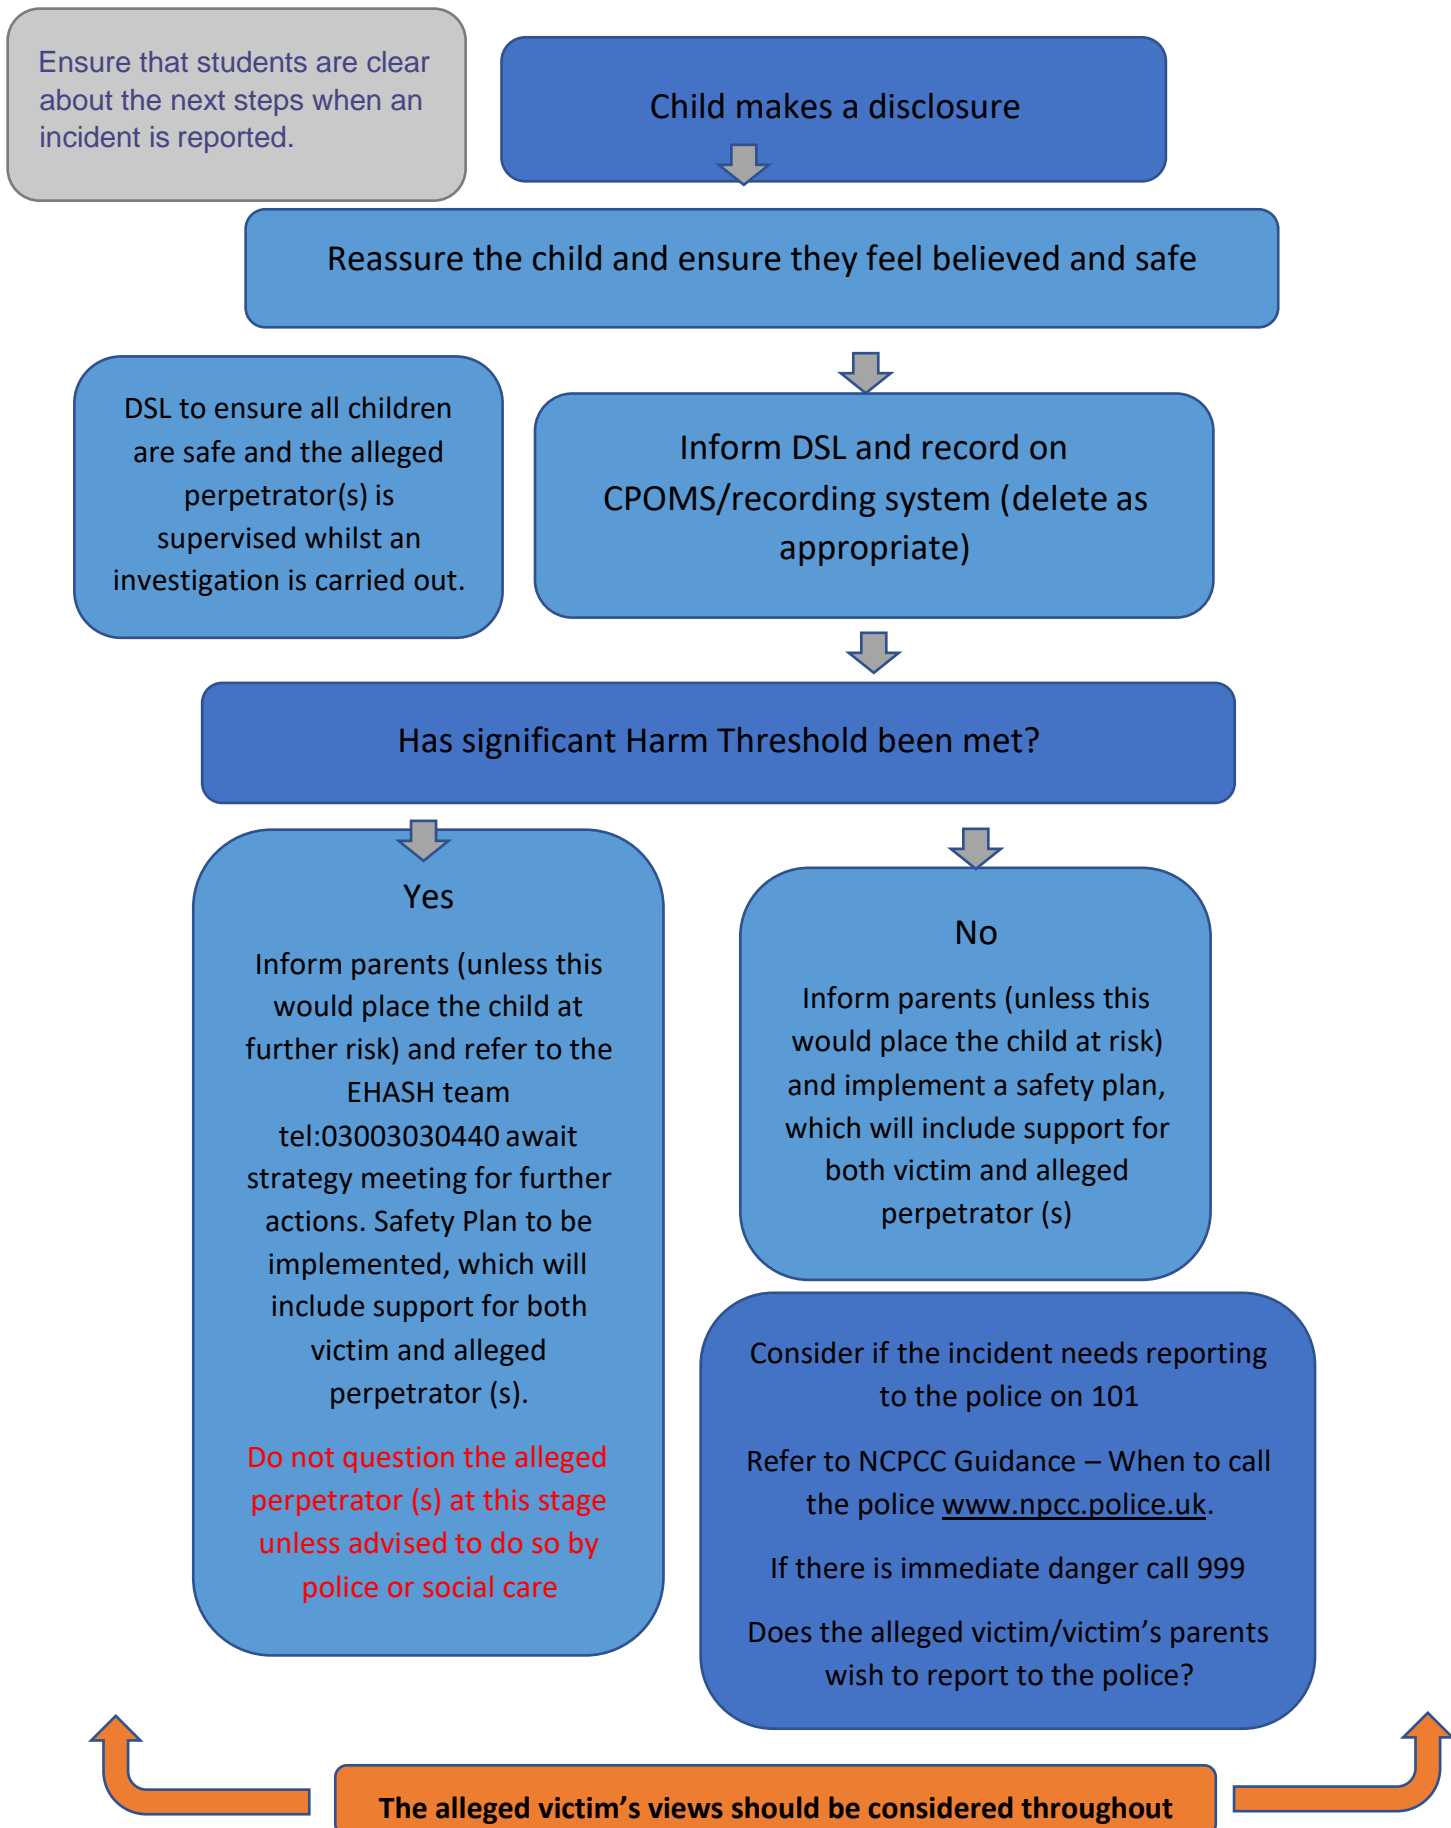 Ensure that students are clear
about the next steps when an
incident is reported.
Child makes a disclosure
Reassure the child and ensure they feel believed and safe
DSL to ensure all children
are safe and the alleged
perpetrator(s) is
supervised whilst an
investigation is carried out.
Inform DSL and record on
CPOMS/recording system (delete as
appropriate)
Has significant Harm Threshold been met?
Yes
Inform parents (unless this
would place the child at
further risk) and refer to the
EHASH team
tel:03003030440 await
strategy meeting for further
actions. Safety Plan to be
implemented, which will
include support for both
victim and alleged
perpetrator (s).
Do not question the alleged
perpetrator (s) at this stage
unless advised to do so by
police or social care
No
Inform parents (unless this
would place the child at risk)
and implement a safety plan,
which will include support for
both victim and alleged
perpetrator (s)
Consider if the incident needs reporting
to the police on 101
Refer to NCPCC Guidance – When to call
the police www.npcc.police.uk.
If there is immediate danger call 999
Does the alleged victim/victim’s parents
wish to report to the police?
The alleged victim’s views should be considered throughout